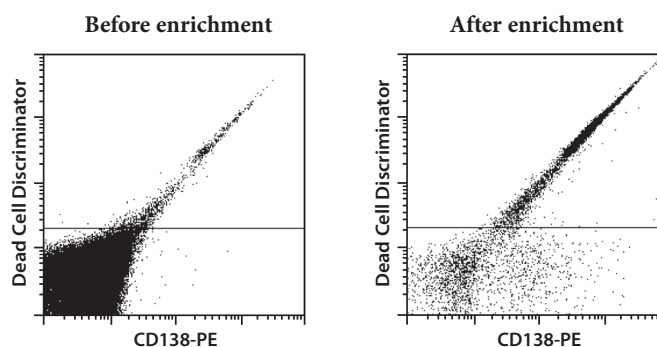 Before enrichment
After enrichment
Dead Cell Discriminator
CD138-PE
Dead Cell Discriminator
CD138-PE